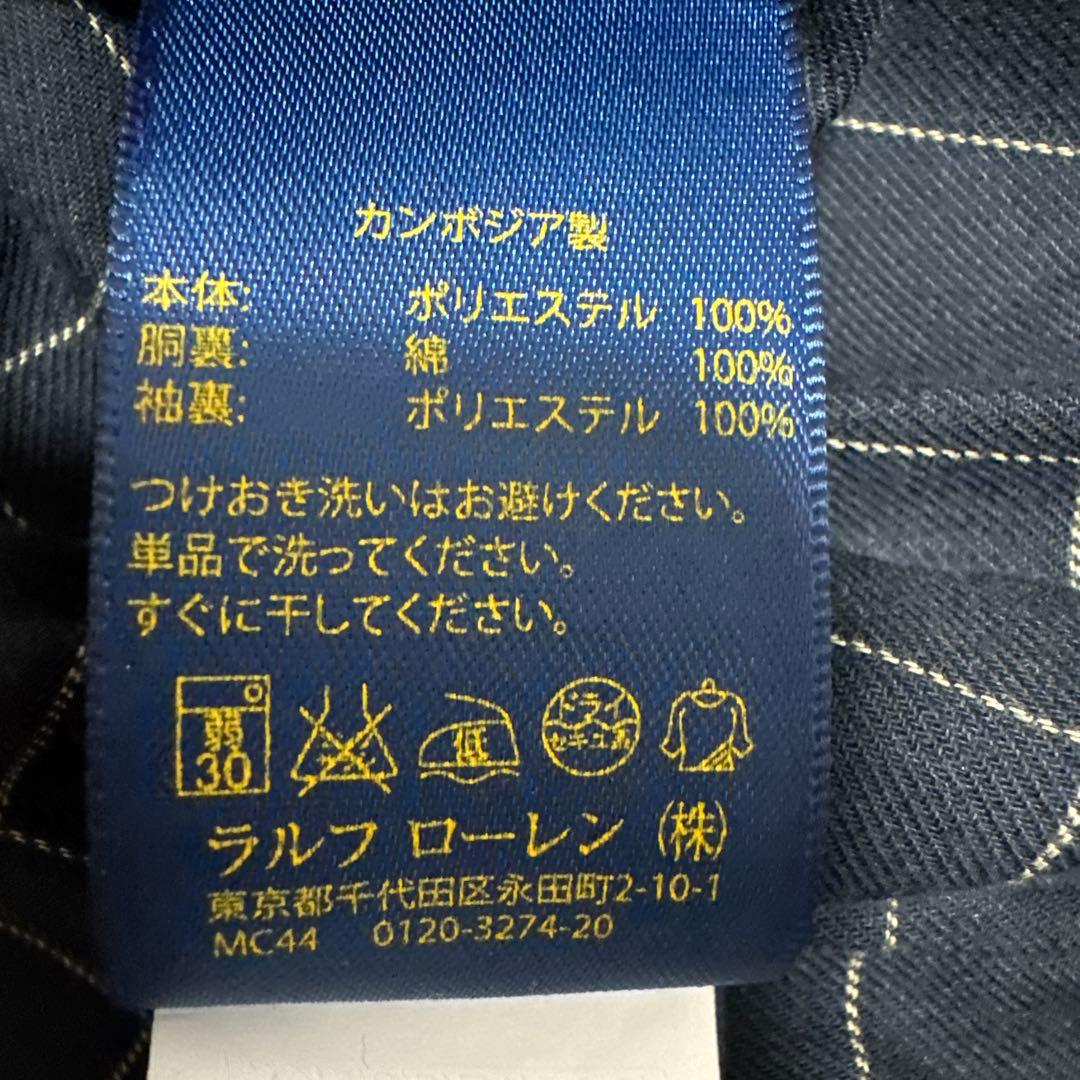 カンボジア製
本体: ポリエステル 100%
胴裏: 綿 100%
袖裏: ポリエステル 100%
つけおき洗いはお避けください。
単品で洗ってください。
すぐに干してください。
弱 30
低
ドライ セキユ系
ラルフ ローレン (株)
東京都千代田区永田町2-10-1
MC44 0120-3274-20